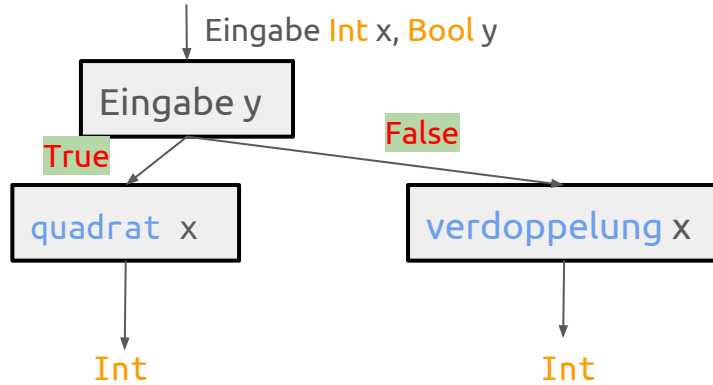 Eingabe Int x, Bool y
Eingabe y
True
False
quadrat x
verdoppelung x
Int
Int